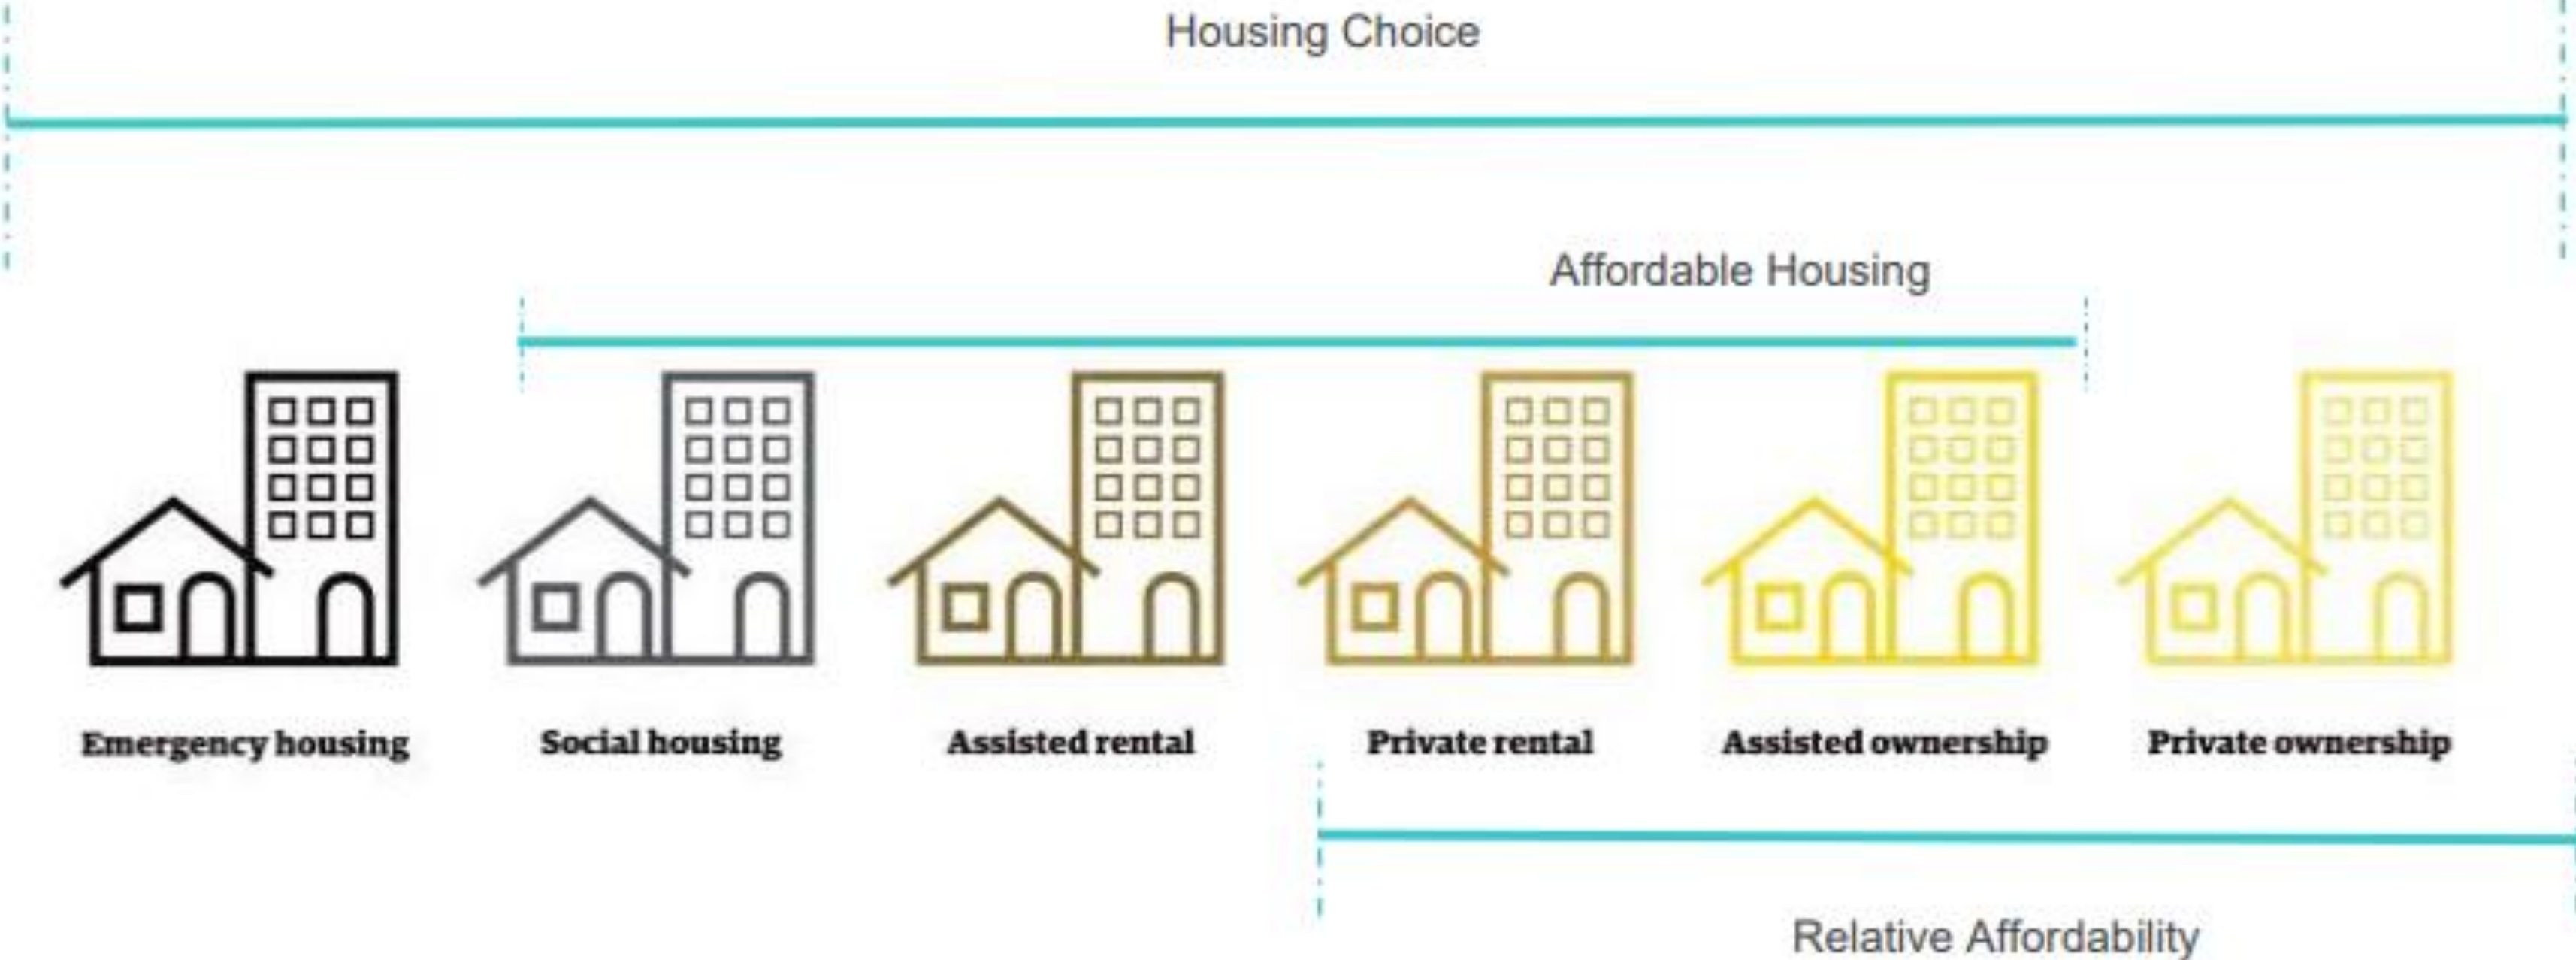 Housing Choice
Affordable Housing
Emergency housing
Social housing
Assisted rental
Private rental
Assisted ownership
Private ownership
Relative Affordability